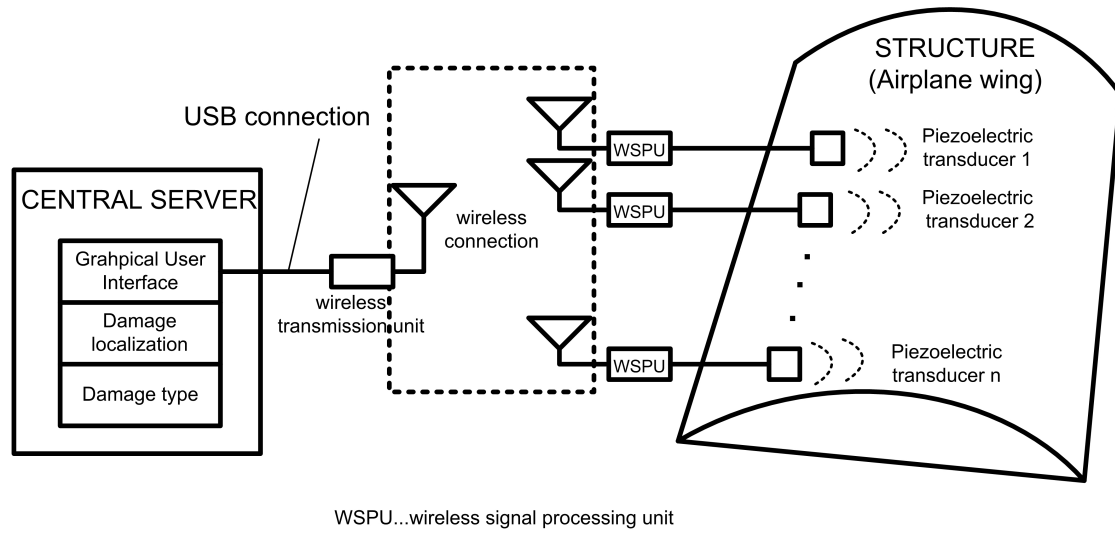 STRUCTURE
(Airplane wing)
USB connection
CENTRAL SERVER
Grahpical User
Interface
Damage
localization
Damage type
wireless
transmission unit
wireless
connection
WSPU
WSPU
WSPU
Piezoelectric
transducer 1
Piezoelectric
transducer 2
Piezoelectric
transducer n
WSPU...wireless signal processing unit